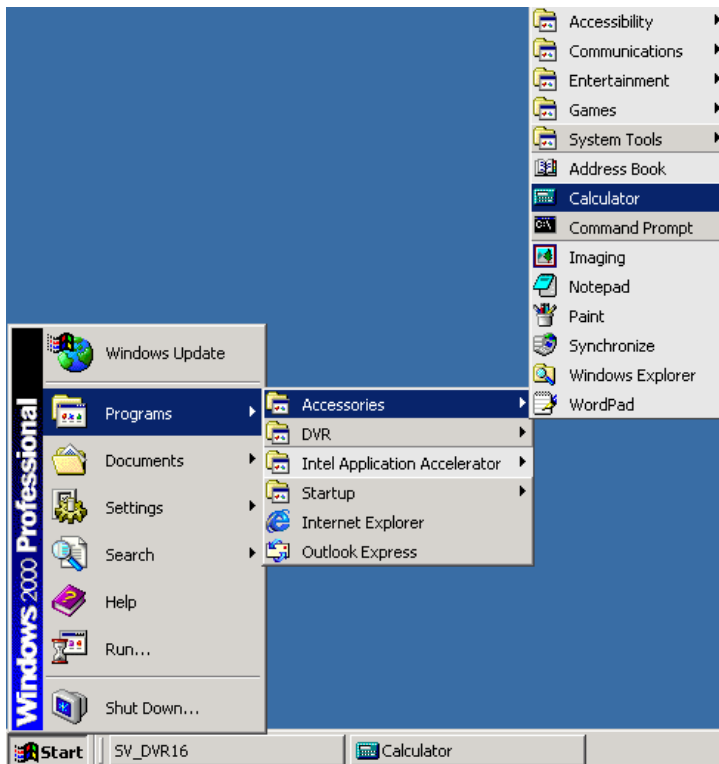 Accessibility
Communications
Entertainment
Games
System Tools
Address Book
Calculator
Command Prompt
Imaging
Notepad
Paint
Synchronize
Windows Explorer
WordPad
Accessories
DVR
Intel Application Accelerator
Startup
Internet Explorer
Outlook Express
Windows 2000 Professional
Windows Update
Programs
Documents
Settings
Search
Help
Run...
Shut Down...
Start
SV_DVR16
Calculator